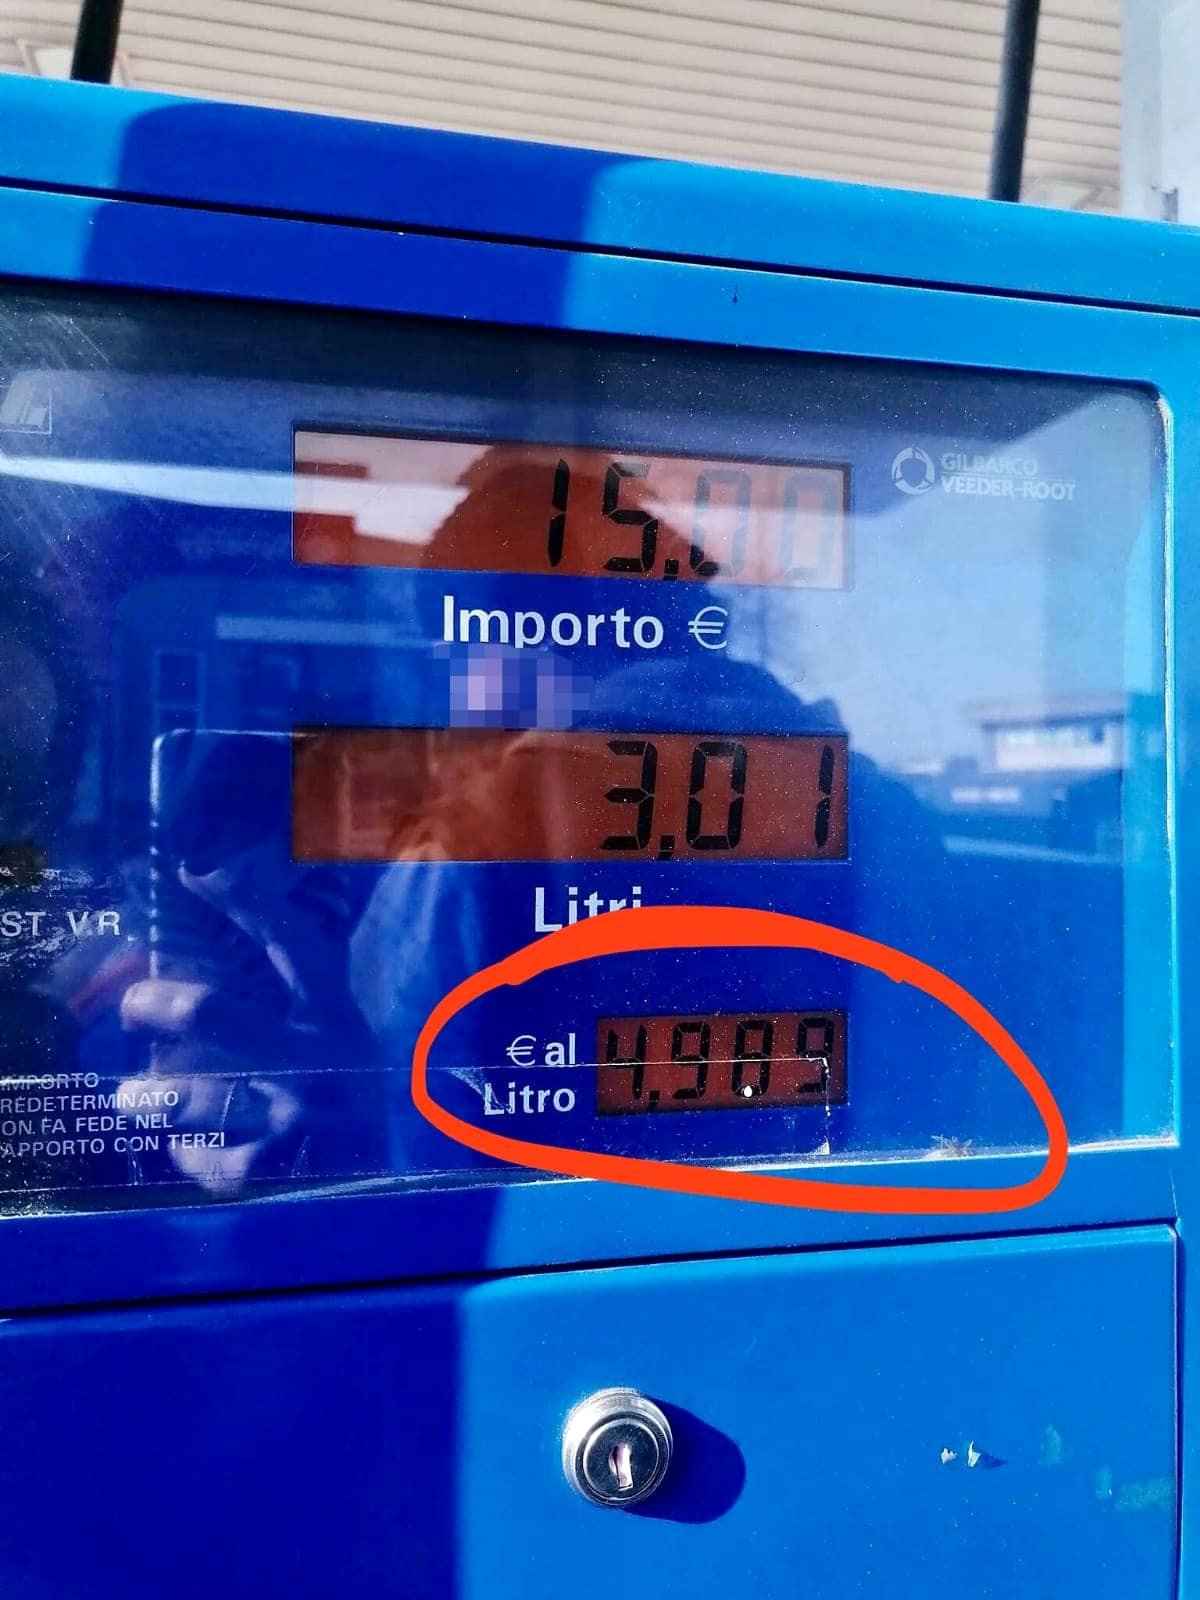 15,00
GILBARCO
VEEDER-ROOT
Importo €
3,01
Litri
ST V.R.
€ al
Litro
4,989
IMPORTO
REDETERMINATO
ON FA FEDE NEL
APPORTO CON TERZI